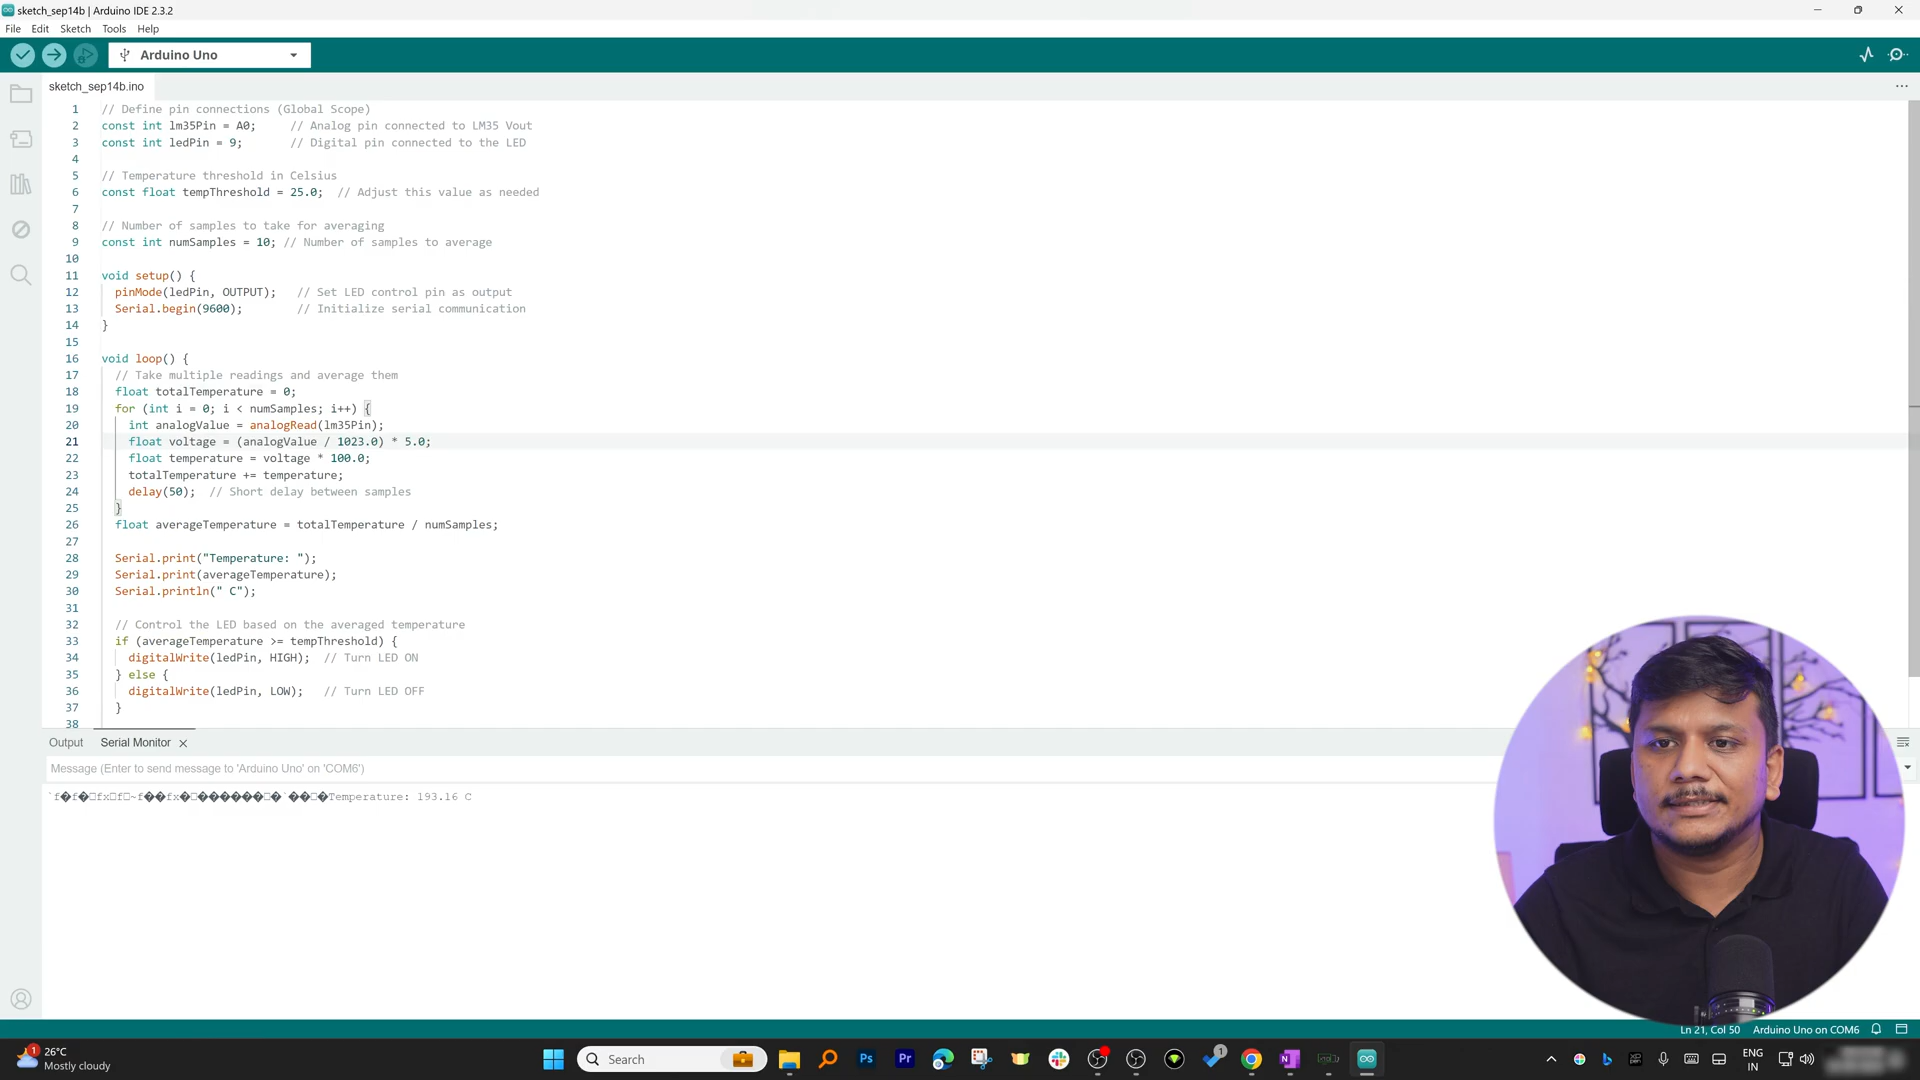 sketch_sep14b | Arduino IDE 2.3.2
File Edit Sketch Tools Help
Arduino Uno
sketch_sep14b.ino
1 // Define pin connections (Global Scope)
2 const int lm35Pin = A0; // Analog pin connected to LM35 Vout
3 const int ledPin = 9; // Digital pin connected to the LED
4
5 // Temperature threshold in Celsius
6 const float tempThreshold = 25.0; // Adjust this value as needed
7
8 // Number of samples to take for averaging
9 const int numSamples = 10; // Number of samples to average
10
11 void setup() {
12 pinMode(ledPin, OUTPUT); // Set LED control pin as output
13 Serial.begin(9600); // Initialize serial communication
14 }
15
16 void loop() {
17 // Take multiple readings and average them
18 float totalTemperature = 0;
19 for (int i = 0; i < numSamples; i++) {
20 int analogValue = analogRead(lm35Pin);
21 float voltage = (analogValue / 1023.0) * 5.0;
22 float temperature = voltage * 100.0;
23 totalTemperature += temperature;
24 delay(50); // Short delay between samples
25 }
26 float averageTemperature = totalTemperature / numSamples;
27
28 Serial.print("Temperature: ");
29 Serial.print(averageTemperature);
30 Serial.println(" C");
31
32 // Control the LED based on the averaged temperature
33 if (averageTemperature >= tempThreshold) {
34 digitalWrite(ledPin, HIGH); // Turn LED ON
35 } else {
36 digitalWrite(ledPin, LOW); // Turn LED OFF
37 }
38
Output Serial Monitor
Message (Enter to send message to 'Arduino Uno' on 'COM6')
Temperature: 193.16 C
Ln 21, Col 50 Arduino Uno on COM6
1 26°C
Mostly cloudy
Search
Ps
Pr
1
N
ENG
IN